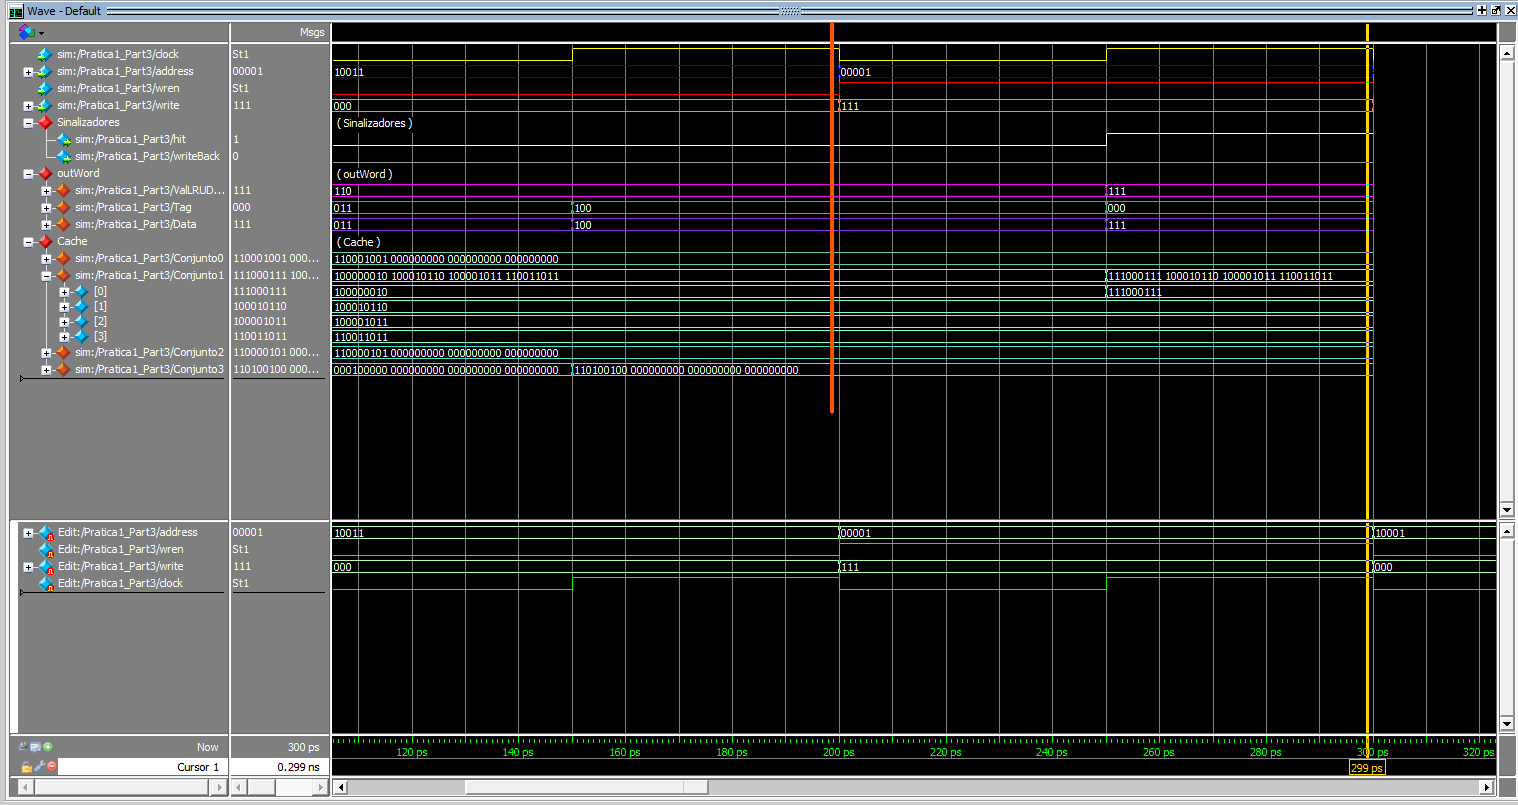 Wave - Default
Msgs
sim:/Pratica1_Part3/clock St1
sim:/Pratica1_Part3/address 00001 10011 00001
sim:/Pratica1_Part3/wren St1
sim:/Pratica1_Part3/write 111 000 111
Sinalizadores ( Sinalizadores )
sim:/Pratica1_Part3/hit 1
sim:/Pratica1_Part3/writeBack 0
outWord ( outWord )
sim:/Pratica1_Part3/ValLRUD... 111 110 111
sim:/Pratica1_Part3/Tag 000 011 100 000
sim:/Pratica1_Part3/Data 111 011 100 111
Cache ( Cache )
sim:/Pratica1_Part3/Conjunto0 110001001 000... 110001001 000000000 000000000 000000000
sim:/Pratica1_Part3/Conjunto1 111000111 100... 100000010 100010110 100001011 110011011 111000111 100010110 100001011 110011011
[0] 111000111 100000010 111000111
[1] 100010110 100010110
[2] 100001011 100001011
[3] 110011011 110011011
sim:/Pratica1_Part3/Conjunto2 110000101 000... 110000101 000000000 000000000 000000000
sim:/Pratica1_Part3/Conjunto3 110100100 000... 000100000 000000000 000000000 000000000 110100100 000000000 000000000 000000000
Edit:/Pratica1_Part3/address 00001 10011 00001 10001
Edit:/Pratica1_Part3/wren St1
Edit:/Pratica1_Part3/write 111 000 111 000
Edit:/Pratica1_Part3/clock St1
Now 300 ps 120 ps 140 ps 160 ps 180 ps 200 ps 220 ps 240 ps 260 ps 280 ps 300 ps 320 ps
Cursor 1 0.299 ns 299 ps